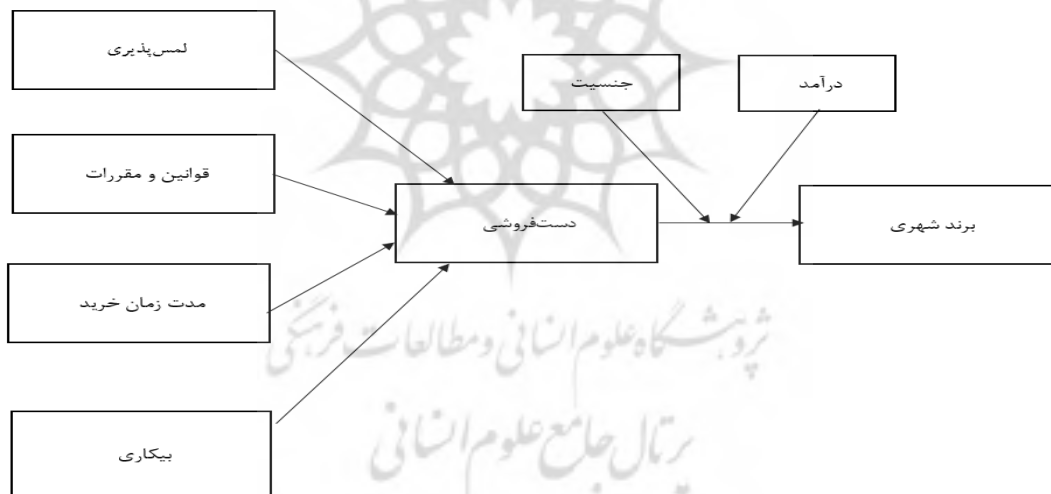 لمس‌پذیری
جنسیت
درآمد
قوانین و مقررات
دست‌فروشی
برند شهری
مدت زمان خرید
بیکاری
پژوهشگاه علوم انسانی و مطالعات فرهنگی
پرتال جامع علوم انسانی